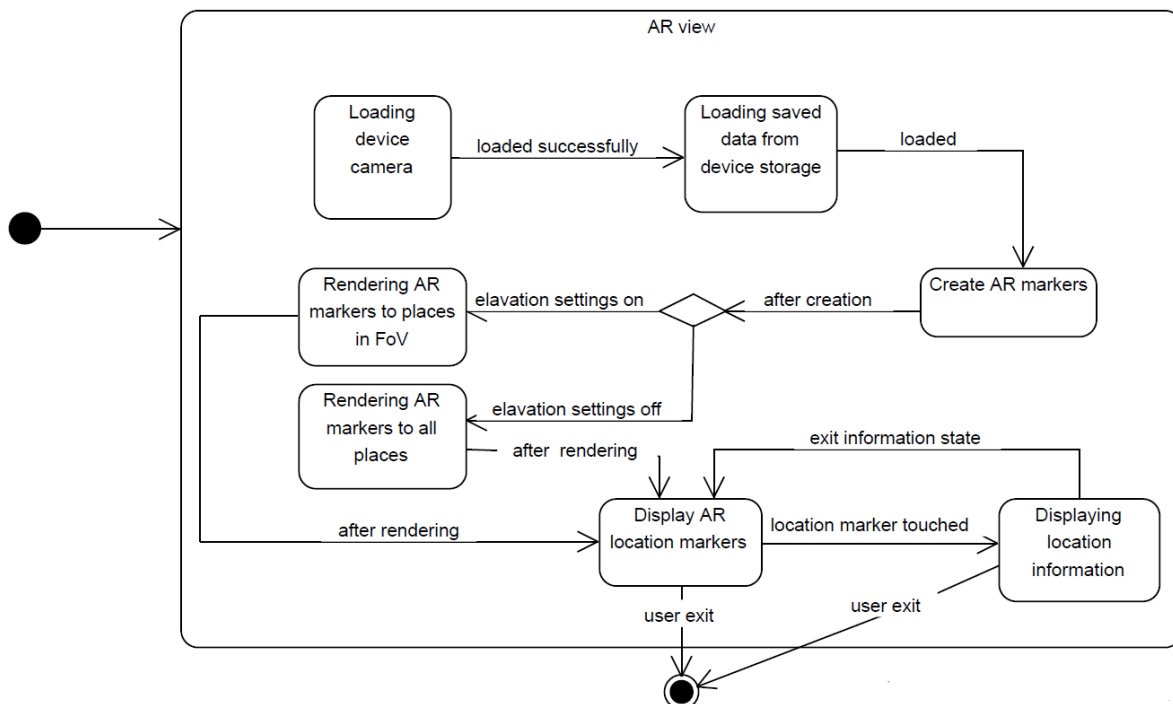 AR view
Loading
device
camera
loaded successfully
Loading saved
data from
device storage
loaded
Rendering AR
markers to places
in FoV
elavation settings on
after creation
Create AR markers
Rendering AR
markers to all
places
elavation settings off
after rendering
exit information state
after rendering
Display AR
location markers
location marker touched
Displaying
location
information
user exit
user exit